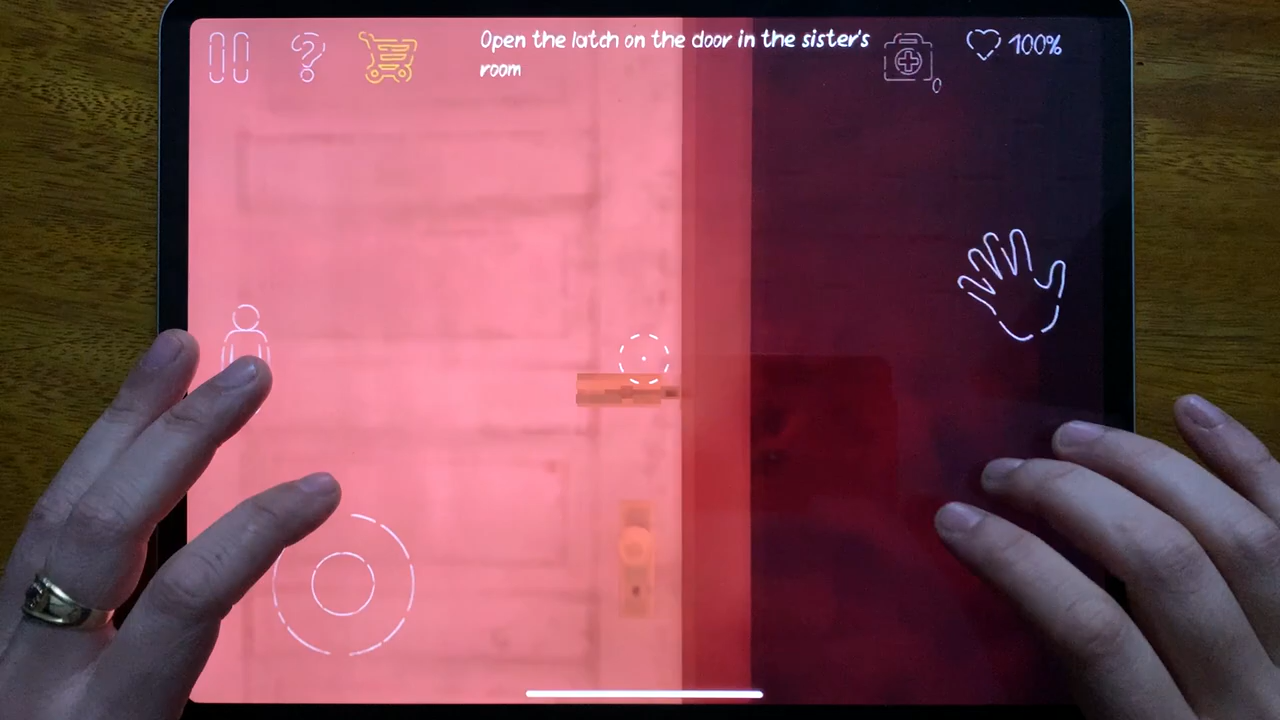 Open the latch on the door in the sister's
room
100%
0